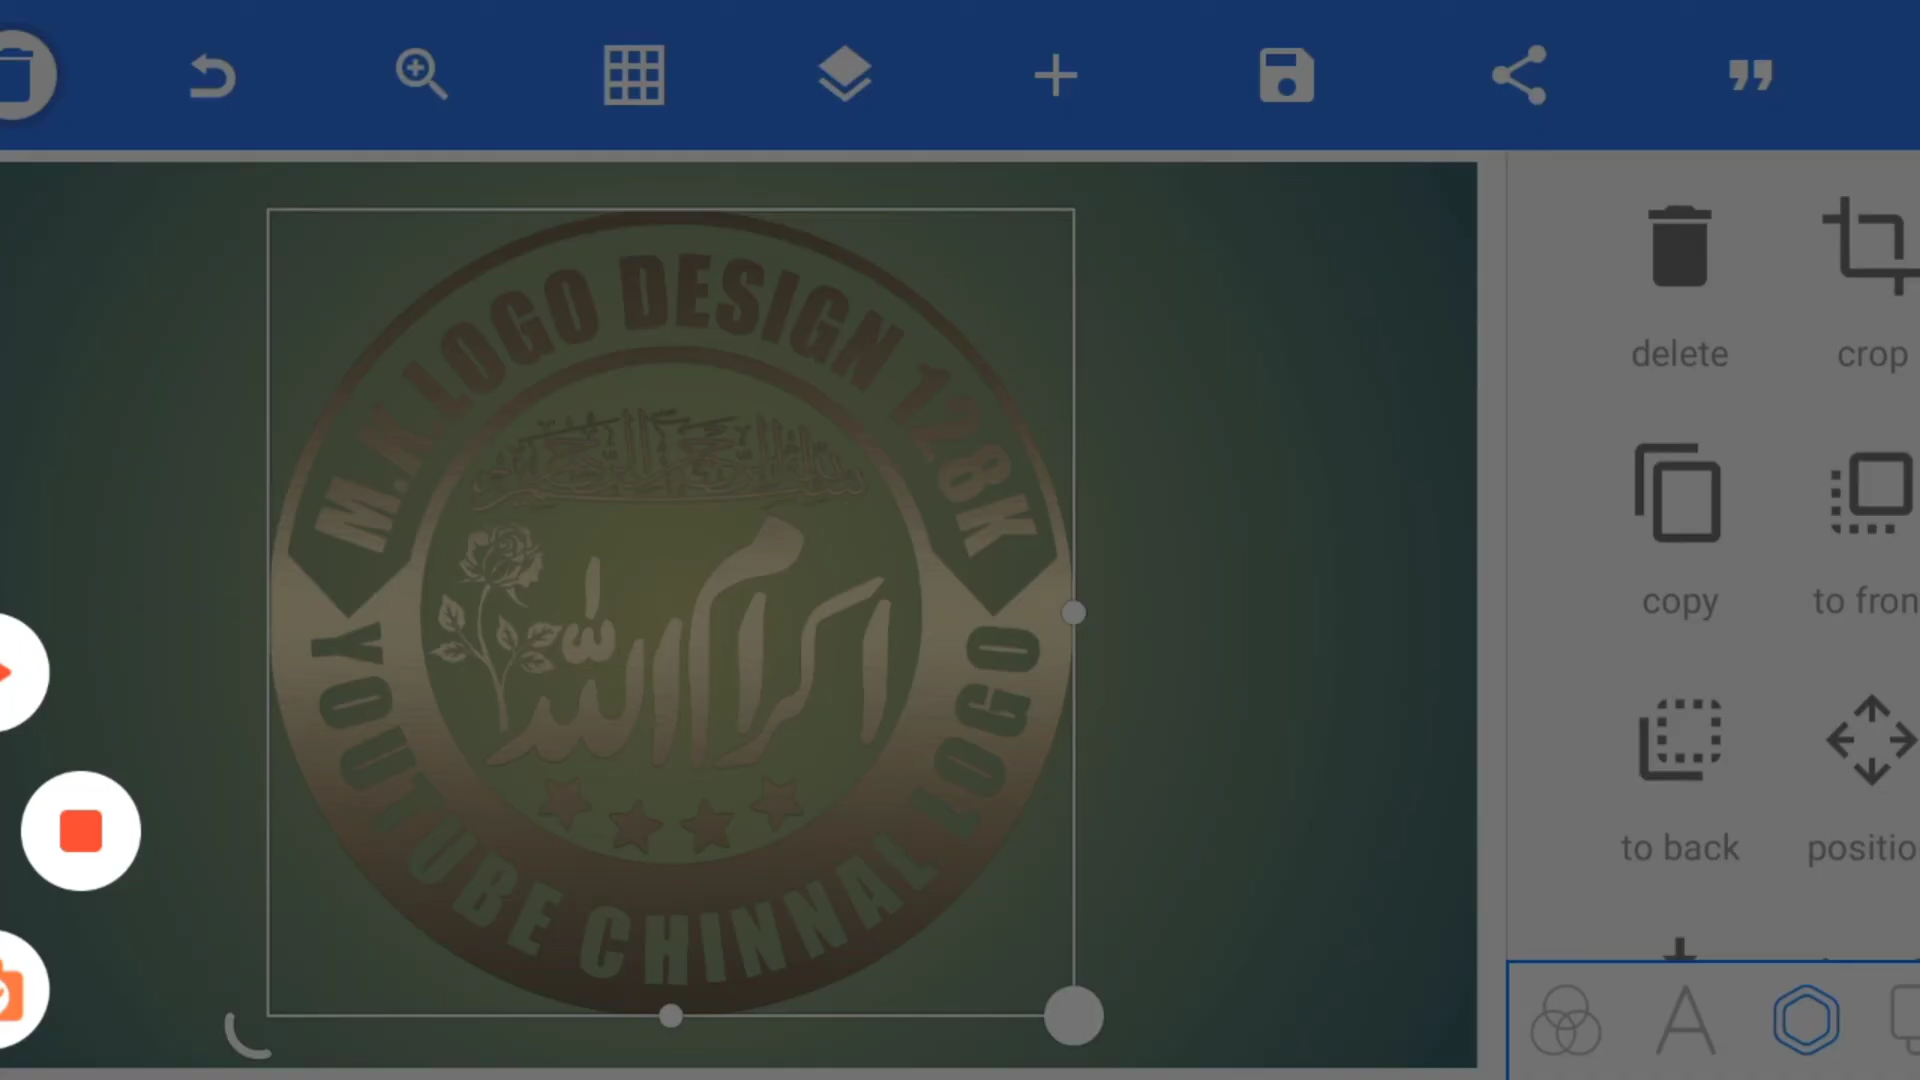 M.K LOGO DESIGN 128K
اکرام اللہ
YOUTUBE CHINNAL LOGO
delete
crop
copy
to fron
to back
positio